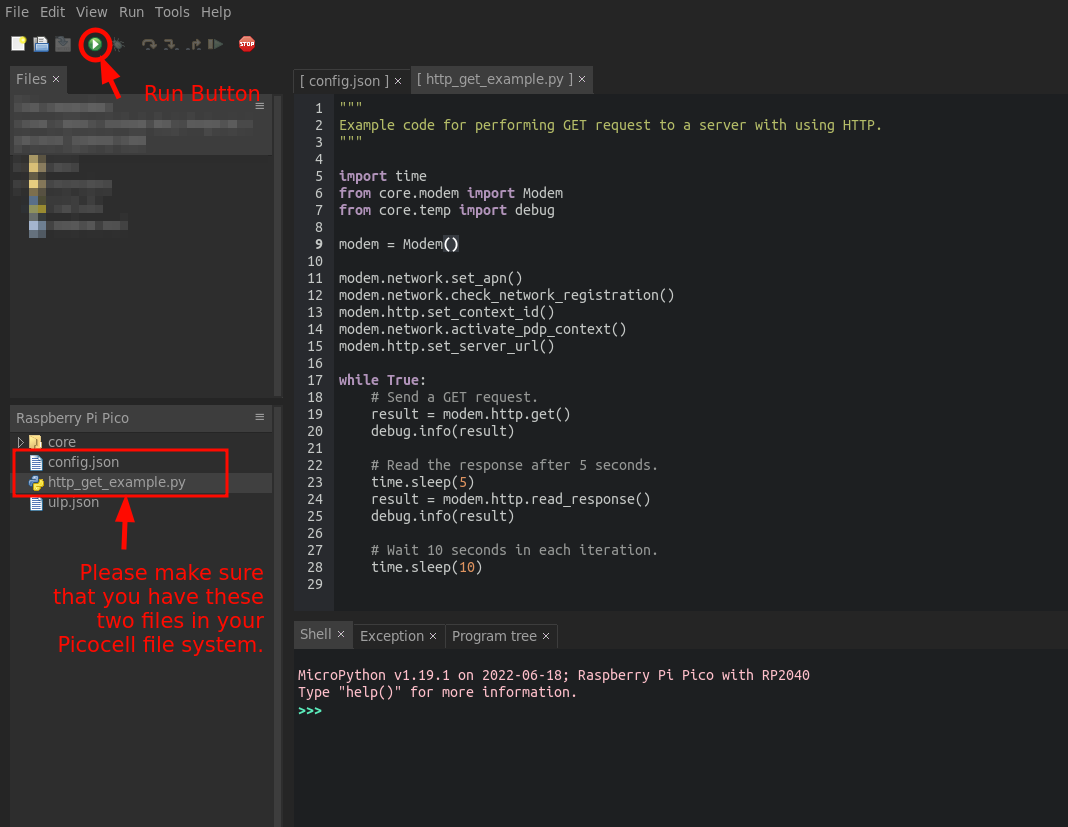 File Edit View Run Tools Help
STOP
Run Button
Files ×
[ config.json ] × [ http_get_example.py ] ×
1 """
2 Example code for performing GET request to a server with using HTTP.
3 """
4
5 import time
6 from core.modem import Modem
7 from core.temp import debug
8
9 modem = Modem()
10
11 modem.network.set_apn()
12 modem.network.check_network_registration()
13 modem.http.set_context_id()
14 modem.network.activate_pdp_context()
15 modem.http.set_server_url()
16
17 while True:
18 # Send a GET request.
19 result = modem.http.get()
20 debug.info(result)
21
22 # Read the response after 5 seconds.
23 time.sleep(5)
24 result = modem.http.read_response()
25 debug.info(result)
26
27 # Wait 10 seconds in each iteration.
28 time.sleep(10)
29
Raspberry Pi Pico
core
config.json
http_get_example.py
ulp.json
Please make sure
that you have these
two files in your
Picocell file system.
Shell × Exception × Program tree ×
MicroPython v1.19.1 on 2022-06-18; Raspberry Pi Pico with RP2040
Type "help()" for more information.
>>>